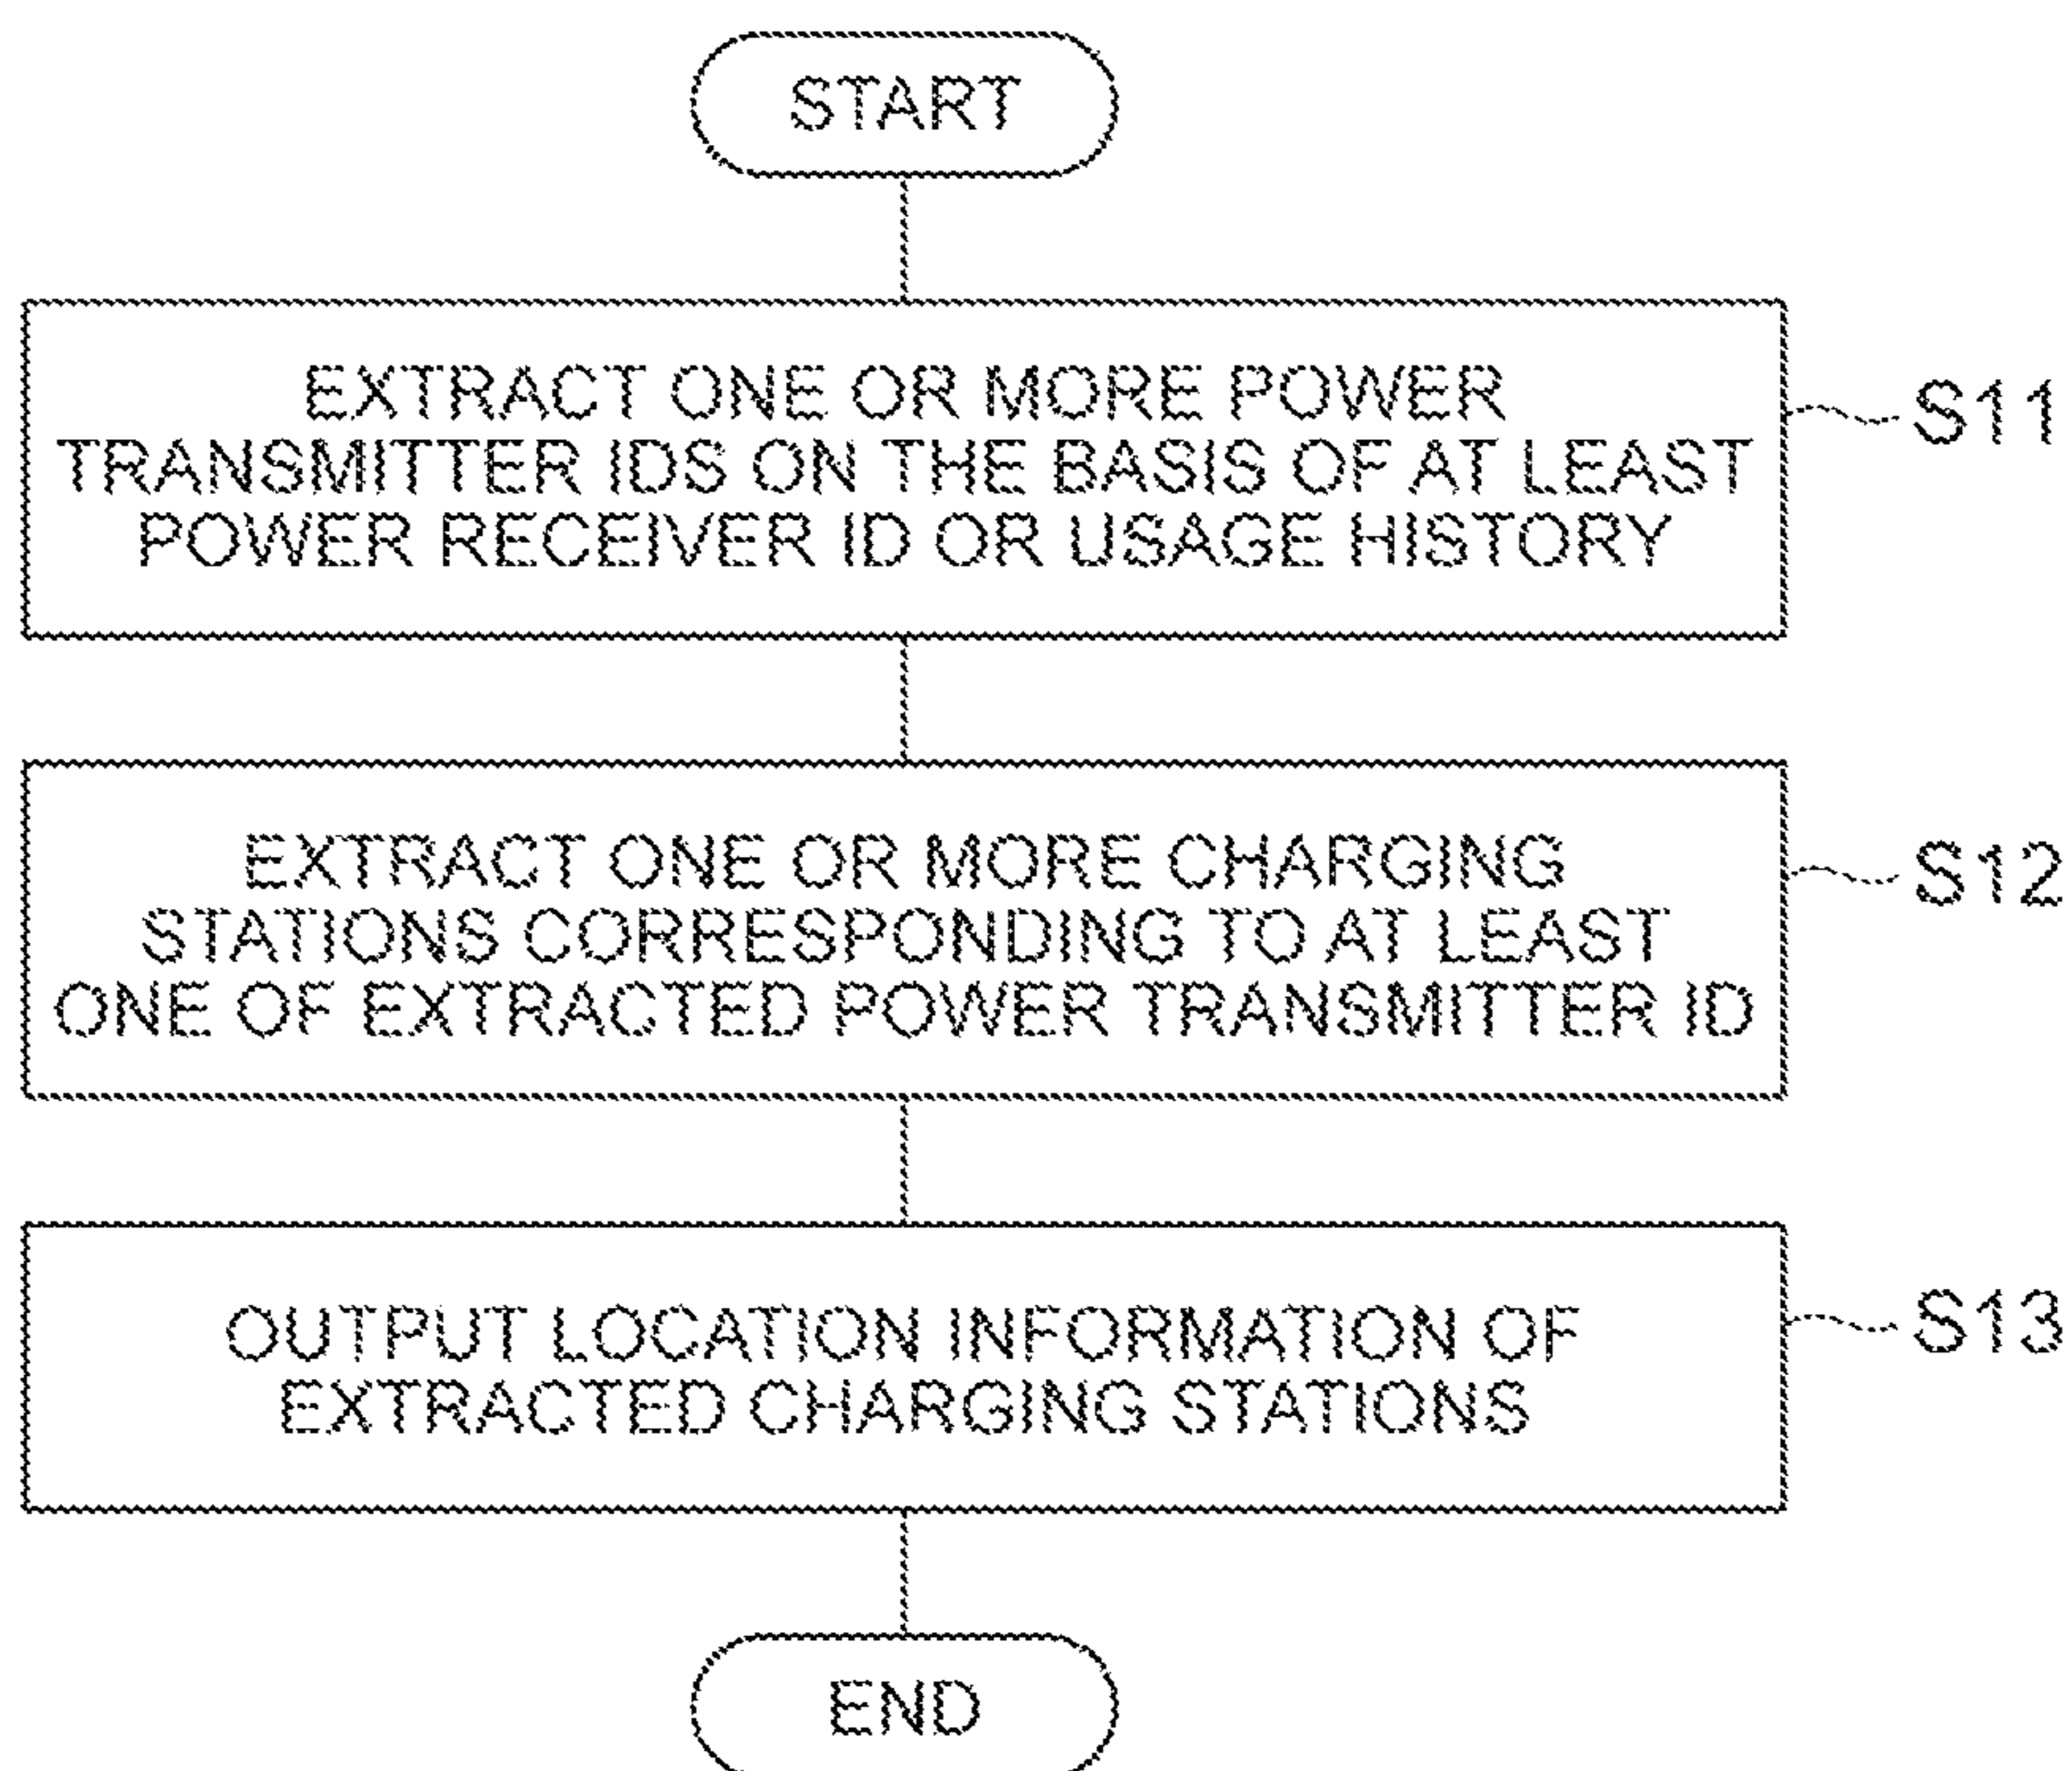 START
EXTRACT ONE OR MORE POWER
TRANSMITTER IDS ON THE BASIS OF AT LEAST
POWER RECEIVER ID OR USAGE HISTORY
S11
EXTRACT ONE OR MORE CHARGING
STATIONS CORRESPONDING TO AT LEAST
ONE OF EXTRACTED POWER TRANSMITTER ID
S12
OUTPUT LOCATION INFORMATION OF
EXTRACTED CHARGING STATIONS
S13
END